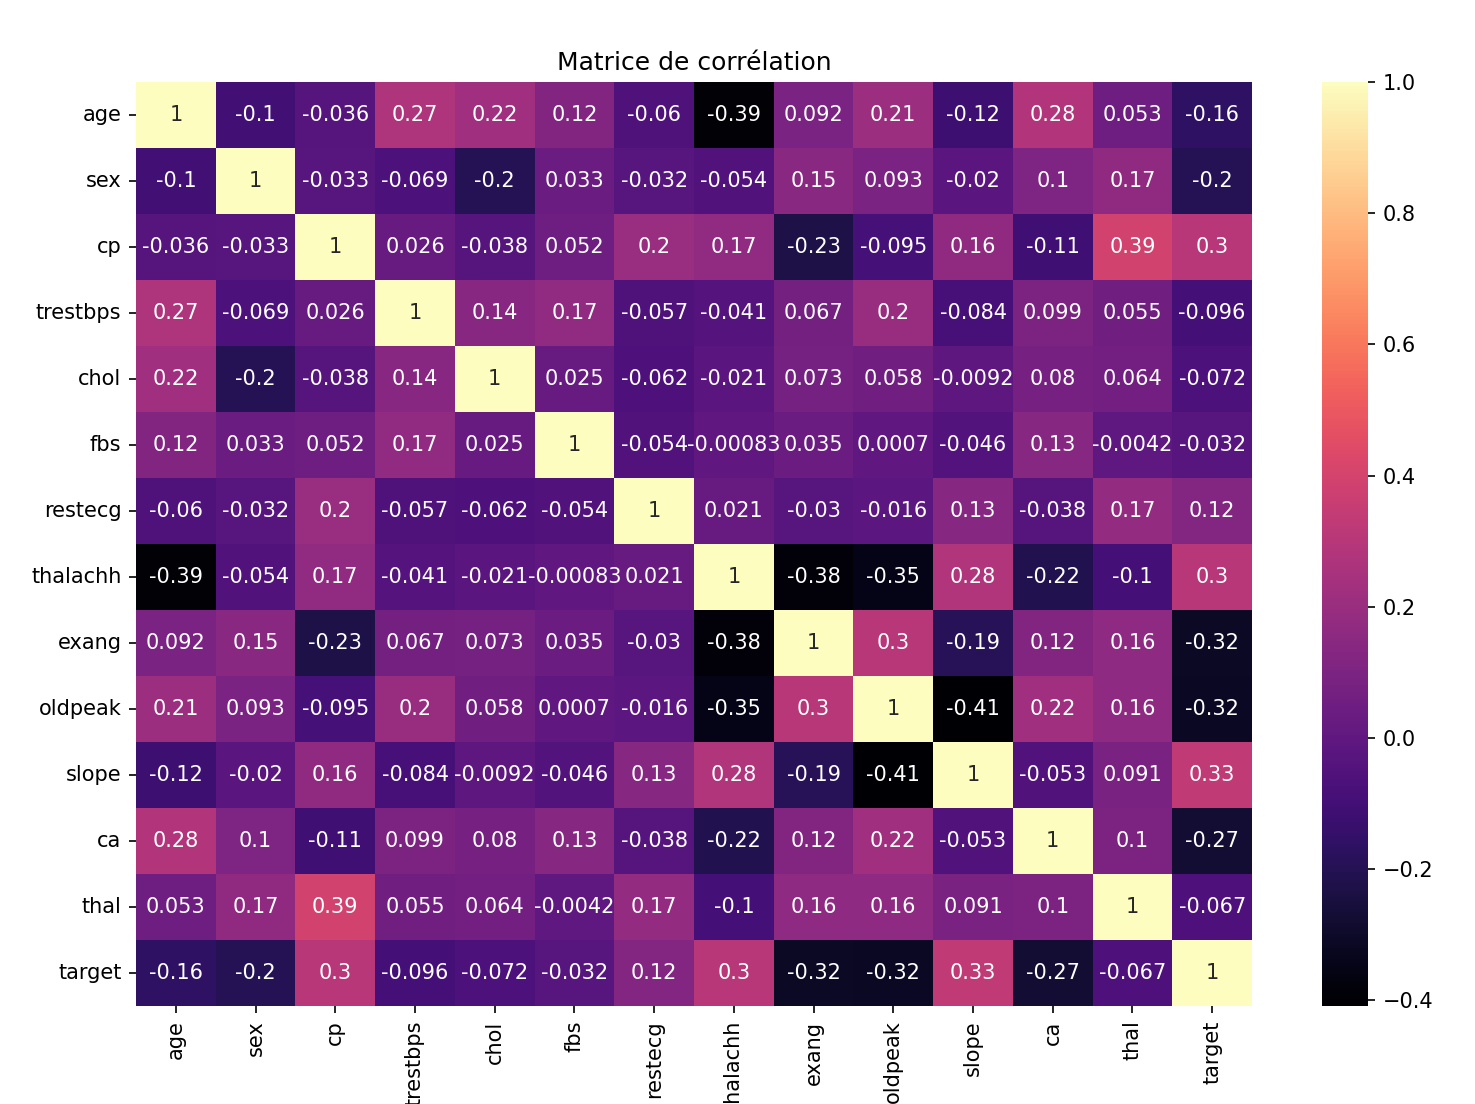 Matrice de corrélation
age 1 -0.1 -0.036 0.27 0.22 0.12 -0.06 -0.39 0.092 0.21 -0.12 0.28 0.053 -0.16
sex -0.1 1 -0.033 -0.069 -0.2 0.033 -0.032 -0.054 0.15 0.093 -0.02 0.1 0.17 -0.2
cp -0.036 -0.033 1 0.026 -0.038 0.052 0.2 0.17 -0.23 -0.095 0.16 -0.11 0.39 0.3
trestbps 0.27 -0.069 0.026 1 0.14 0.17 -0.057 -0.041 0.067 0.2 -0.084 0.099 0.055 -0.096
chol 0.22 -0.2 -0.038 0.14 1 0.025 -0.062 -0.021 0.073 0.058 -0.0092 0.08 0.064 -0.072
fbs 0.12 0.033 0.052 0.17 0.025 1 -0.054 -0.00083 0.035 0.0007 -0.046 0.13 -0.0042 -0.032
restecg -0.06 -0.032 0.2 -0.057 -0.062 -0.054 1 0.021 -0.03 -0.016 0.13 -0.038 0.17 0.12
thalachh -0.39 -0.054 0.17 -0.041 -0.021 -0.00083 0.021 1 -0.38 -0.35 0.28 -0.22 -0.1 0.3
exang 0.092 0.15 -0.23 0.067 0.073 0.035 -0.03 -0.38 1 0.3 -0.19 0.12 0.16 -0.32
oldpeak 0.21 0.093 -0.095 0.2 0.058 0.0007 -0.016 -0.35 0.3 1 -0.41 0.22 0.16 -0.32
slope -0.12 -0.02 0.16 -0.084 -0.0092 -0.046 0.13 0.28 -0.19 -0.41 1 -0.053 0.091 0.33
ca 0.28 0.1 -0.11 0.099 0.08 0.13 -0.038 -0.22 0.12 0.22 -0.053 1 0.1 -0.27
thal 0.053 0.17 0.39 0.055 0.064 -0.0042 0.17 -0.1 0.16 0.16 0.091 0.1 1 -0.067
target -0.16 -0.2 0.3 -0.096 -0.072 -0.032 0.12 0.3 -0.32 -0.32 0.33 -0.27 -0.067 1
age sex cp trestbps chol fbs restecg halachh exang oldpeak slope ca thal target
1.0
0.8
0.6
0.4
0.2
0.0
−0.2
−0.4